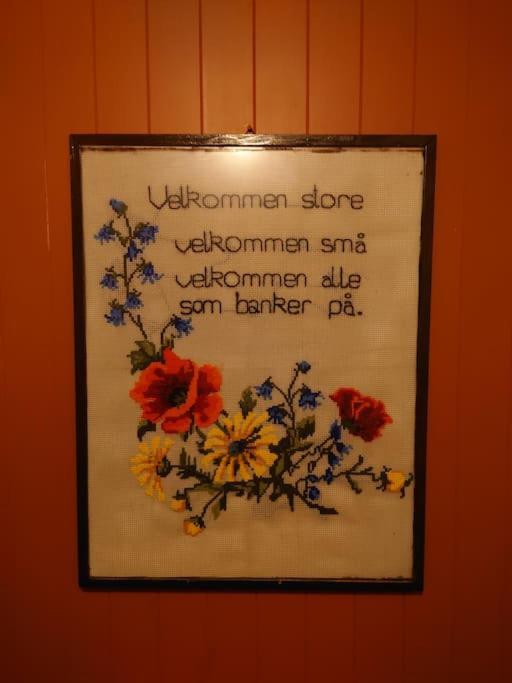 Velkommen store
velkommen små
velkommen alle
som banker på.